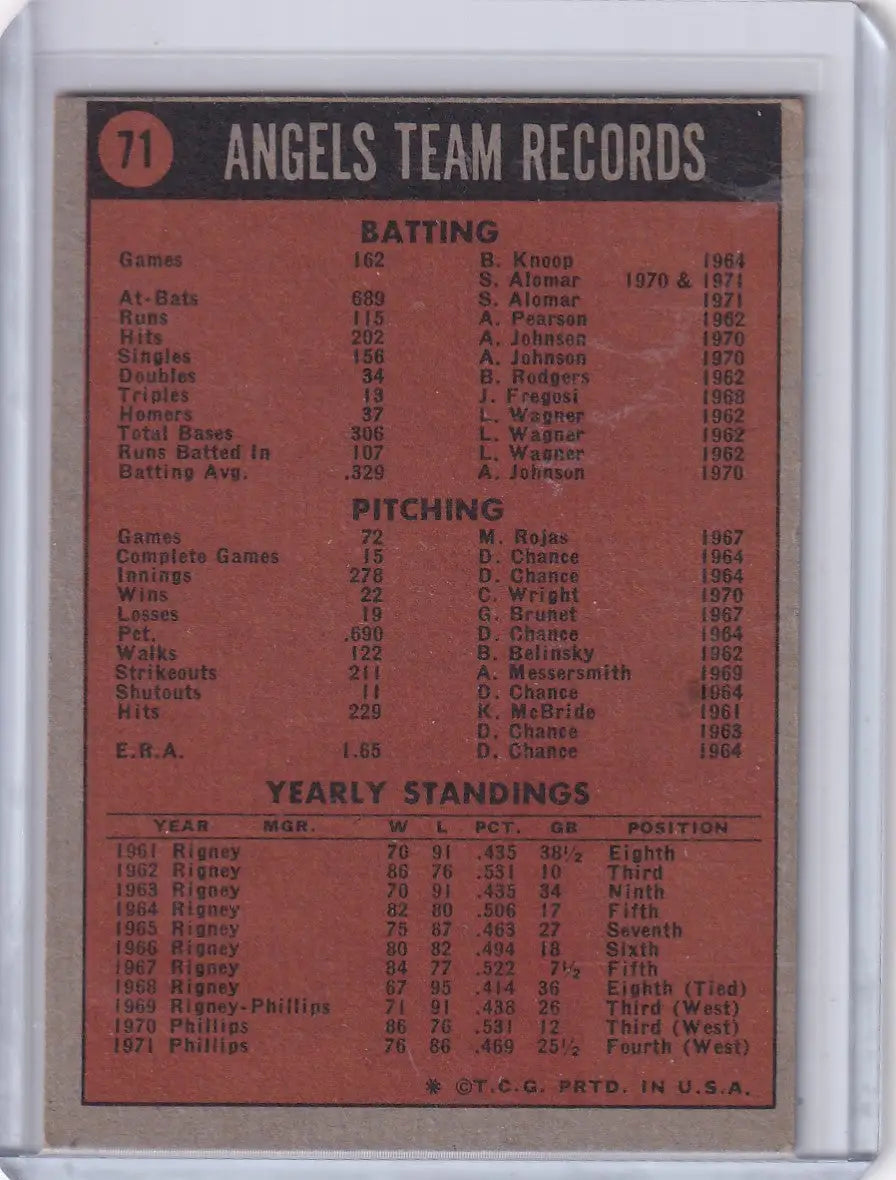 71 ANGELS TEAM RECORDS
BATTING
Games 162 B. Knoop 1964
S. Alomar 1970 & 1971
At-Bats 689 S. Alomar 1971
Runs 115 A. Pearson 1962
Hits 202 A. Johnson 1970
Singles 156 A. Johnson 1970
Doubles 34 B. Rodgers 1962
Triples 13 J. Fregosi 1968
Homers 37 L. Wagner 1962
Total Bases 306 L. Wagner 1962
Runs Batted In 107 L. Wagner 1962
Batting Avg. .329 A. Johnson 1970
PITCHING
Games 72 M. Rojas 1967
Complete Games 15 D. Chance 1964
Innings 278 D. Chance 1964
Wins 22 C. Wright 1970
Losses 19 G. Brunet 1967
Pct. .690 D. Chance 1964
Walks 122 B. Belinsky 1962
Strikeouts 211 A. Messersmith 1969
Shutouts 11 D. Chance 1964
Hits 229 K. McBride 1961
D. Chance 1963
E.R.A. 1.65 D. Chance 1964
YEARLY STANDINGS
YEAR MGR. W L PCT. GB POSITION
1961 Rigney 70 91 .435 38½ Eighth
1962 Rigney 86 76 .531 10 Third
1963 Rigney 70 91 .435 34 Ninth
1964 Rigney 82 80 .506 17 Fifth
1965 Rigney 75 87 .463 27 Seventh
1966 Rigney 80 82 .494 18 Sixth
1967 Rigney 84 77 .522 7½ Fifth
1968 Rigney 67 95 .414 36 Eighth (Tied)
1969 Rigney-Phillips 71 91 .438 26 Third (West)
1970 Phillips 86 76 .531 12 Third (West)
1971 Phillips 76 86 .469 25½ Fourth (West)
* ©T.C.G. PRTD. IN U.S.A.